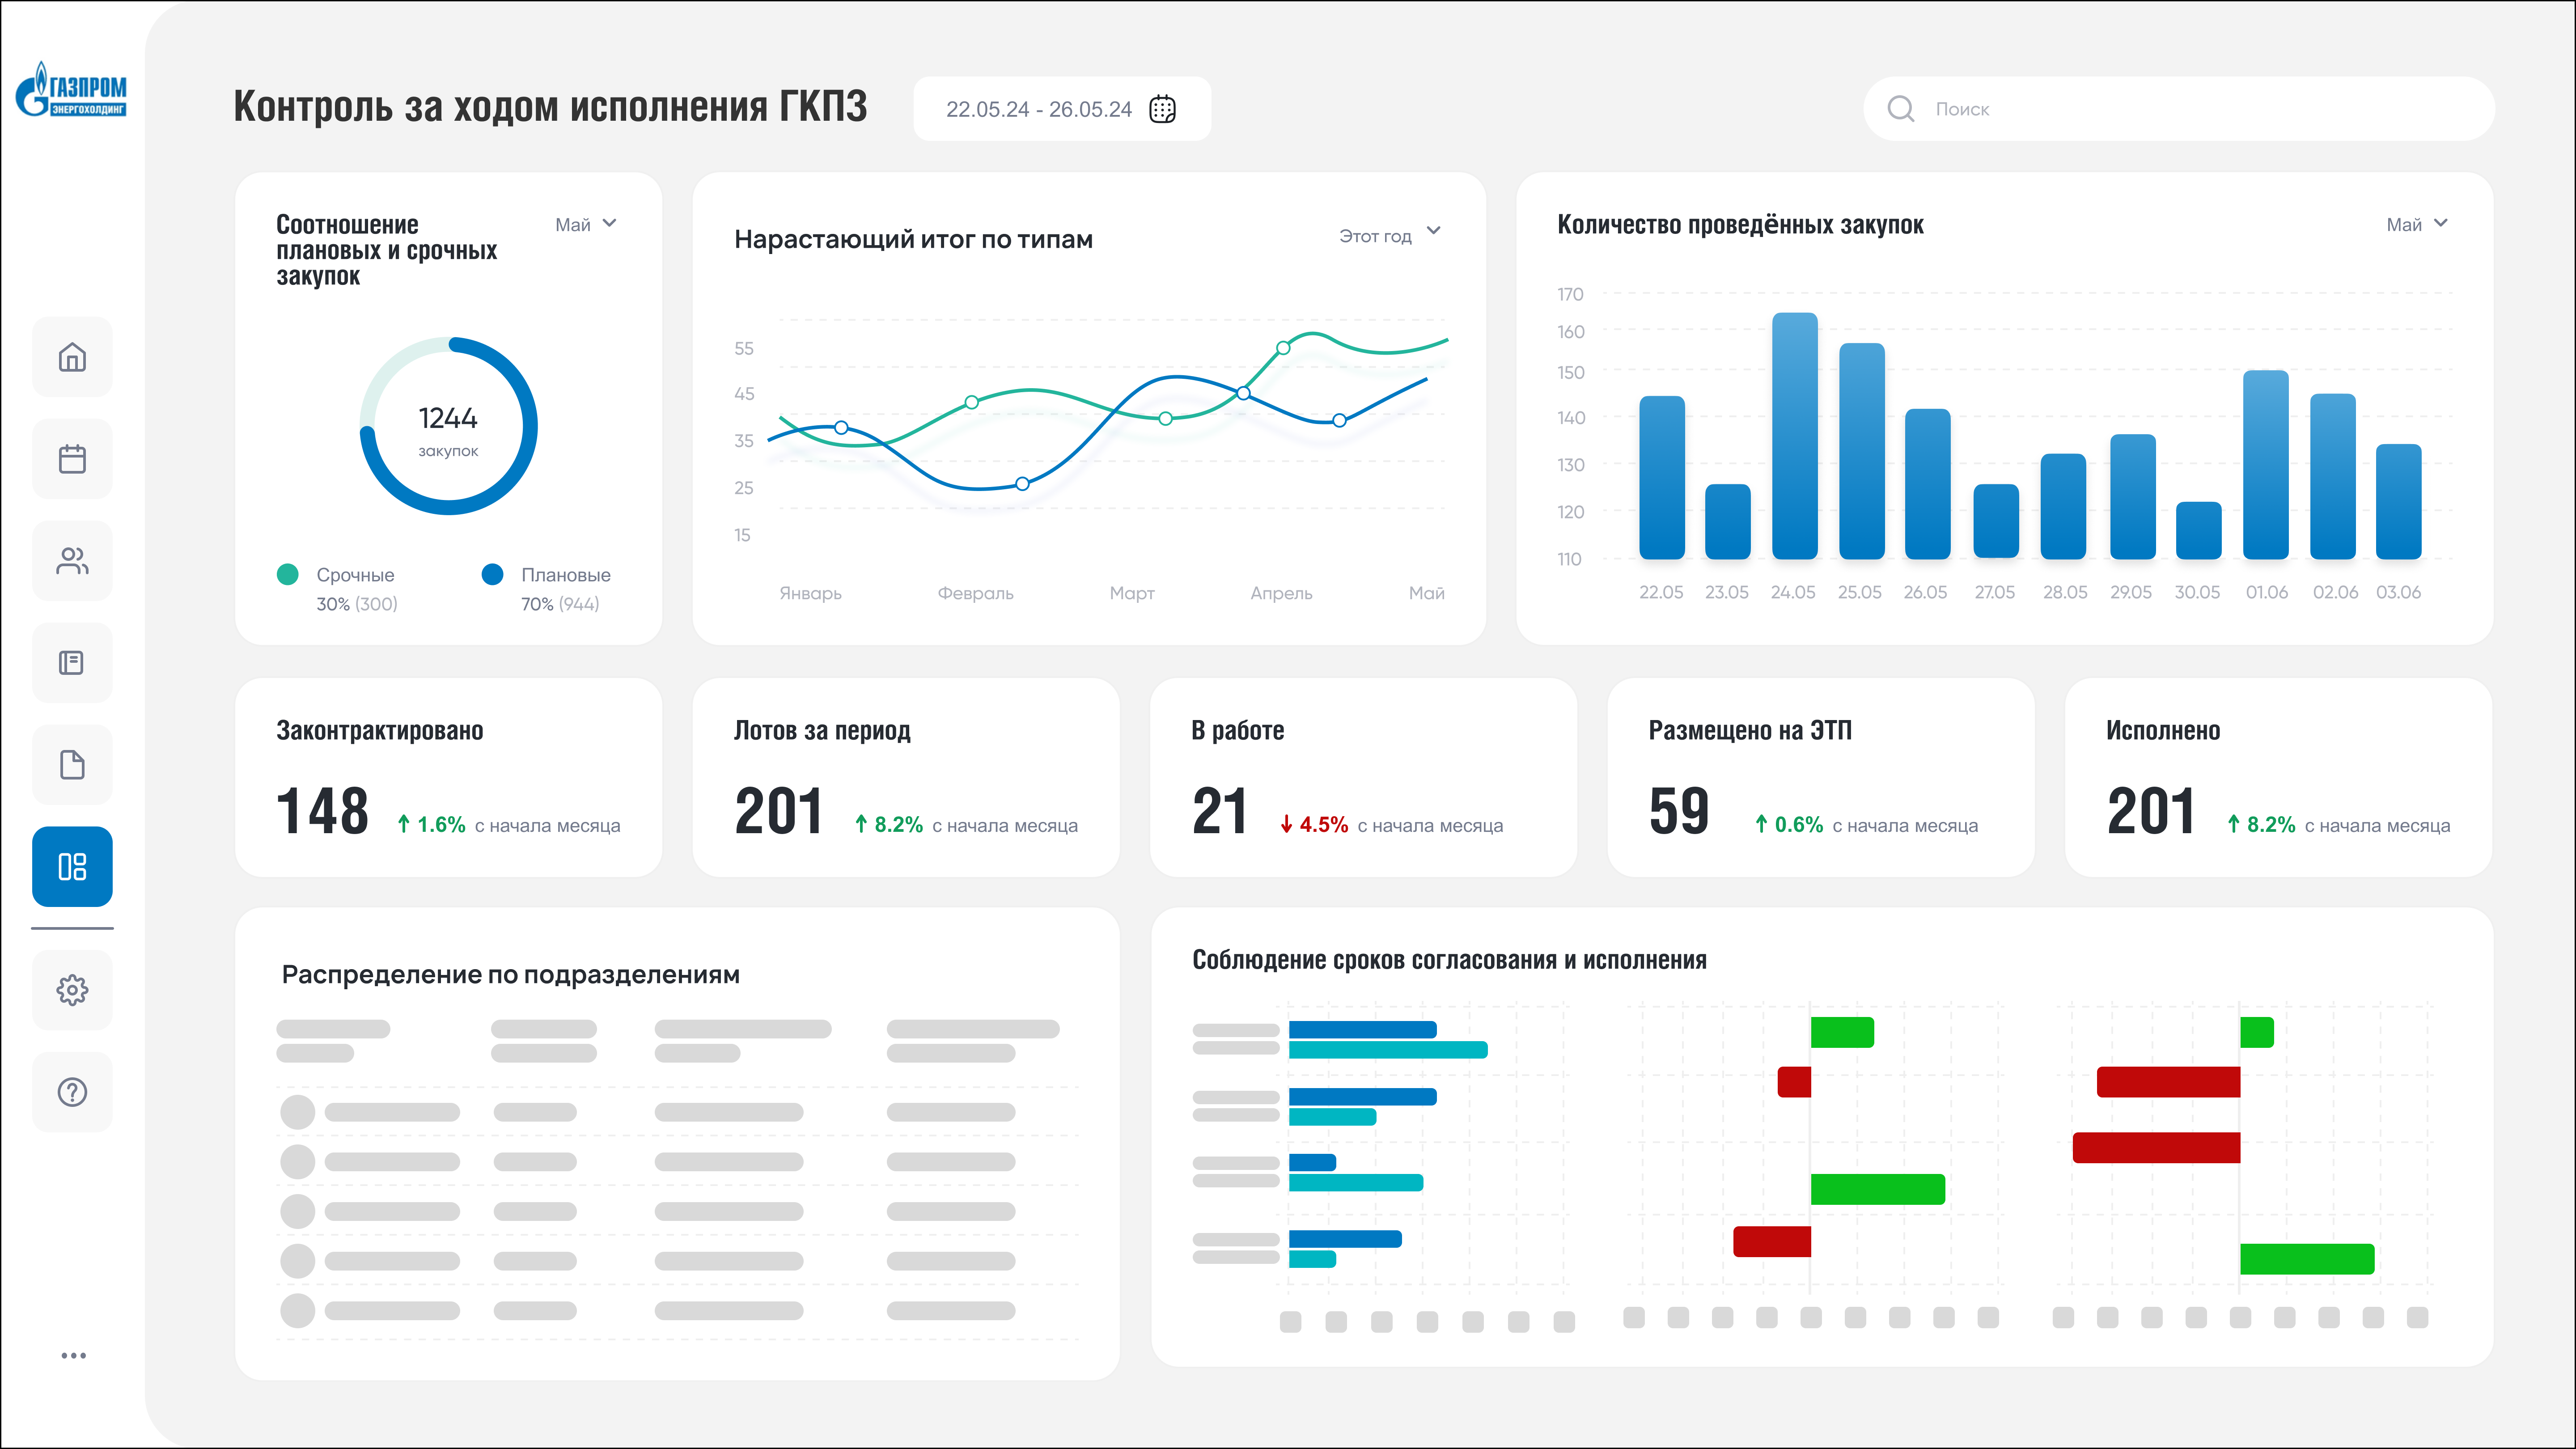 ГАЗПРОМ
ЭНЕРГОХОЛДИНГ
Контроль за ходом исполнения ГКПЗ
22.05.24 - 26.05.24
Поиск
Соотношение
плановых и срочных
закупок
Май
1244
закупок
Срочные
30% (300)
Плановые
70% (944)
Нарастающий итог по типам
Этот год
55
45
35
25
15
Январь Февраль Март Апрель Май
Количество проведённых закупок
Май
170
160
150
140
130
120
110
22.05 23.05 24.05 25.05 26.05 27.05 28.05 29.05 30.05 01.06 02.06 03.06
Законтрактировано
148 1.6% с начала месяца
Лотов за период
201 8.2% с начала месяца
В работе
21 4.5% с начала месяца
Размещено на ЭТП
59 0.6% с начала месяца
Исполнено
201 8.2% с начала месяца
Распределение по подразделениям
Соблюдение сроков согласования и исполнения